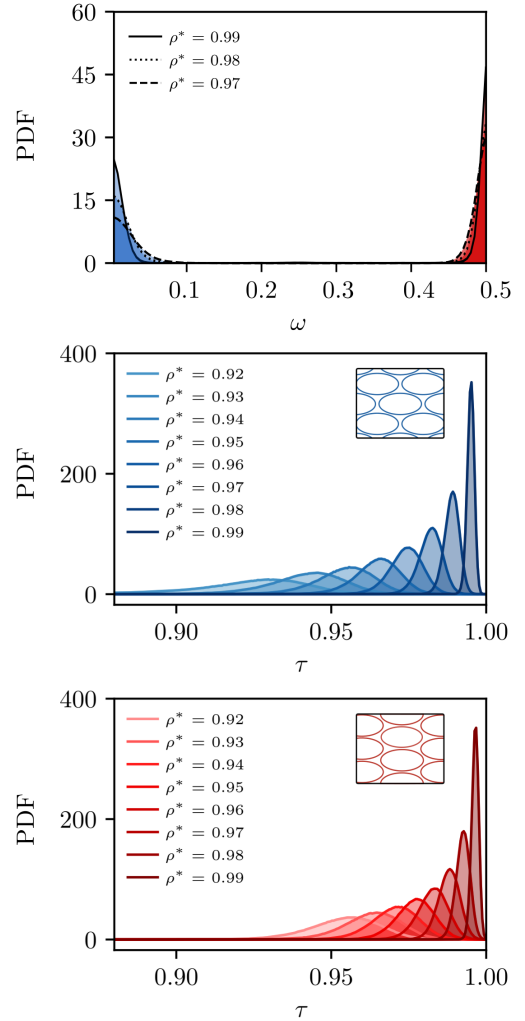 60
45
30
15
0
PDF
ρ* = 0.99
ρ* = 0.98
ρ* = 0.97
0.1 0.2 0.3 0.4 0.5
ω
400
200
0
PDF
ρ* = 0.92
ρ* = 0.93
ρ* = 0.94
ρ* = 0.95
ρ* = 0.96
ρ* = 0.97
ρ* = 0.98
ρ* = 0.99
0.90 0.95 1.00
τ
400
200
0
PDF
ρ* = 0.92
ρ* = 0.93
ρ* = 0.94
ρ* = 0.95
ρ* = 0.96
ρ* = 0.97
ρ* = 0.98
ρ* = 0.99
0.90 0.95 1.00
τ